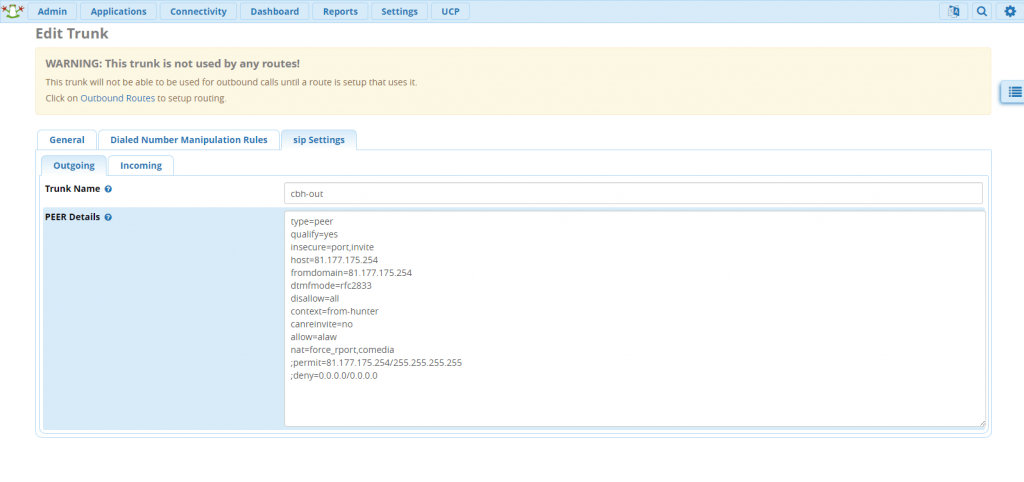 Admin Applications Connectivity Dashboard Reports Settings UCP
Edit Trunk
WARNING: This trunk is not used by any routes!
This trunk will not be able to be used for outbound calls until a route is setup that uses it.
Click on Outbound Routes to setup routing.
General Dialed Number Manipulation Rules sip Settings
Outgoing Incoming
Trunk Name
cbh-out
PEER Details
type=peer
qualify=yes
insecure=port,invite
host=81.177.175.254
fromdomain=81.177.175.254
dtmfmode=rfc2833
disallow=all
context=from-hunter
canreinvite=no
allow=alaw
nat=force_rport,comedia
;permit=81.177.175.254/255.255.255.255
;deny=0.0.0.0/0.0.0.0